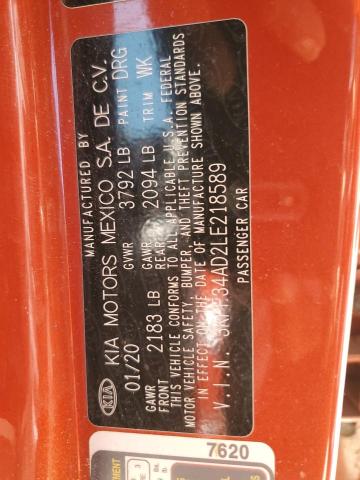 MANUFACTURED BY
KIA KIA MOTORS MEXICO S.A. DE C.V.
01/20 GVWR 3792 LB PAINT DRG
GAWR FRONT 2183 LB GAWR REAR 2094 LB TRIM WK
THIS VEHICLE CONFORMS TO ALL APPLICABLE U.S.A. FEDERAL
MOTOR VEHICLE SAFETY, BUMPER, AND THEFT PREVENTION STANDARDS
IN EFFECT ON THE DATE OF MANUFACTURE SHOWN ABOVE.
V.I.N. 34AD2LE218589
PASSENGER CAR
7620